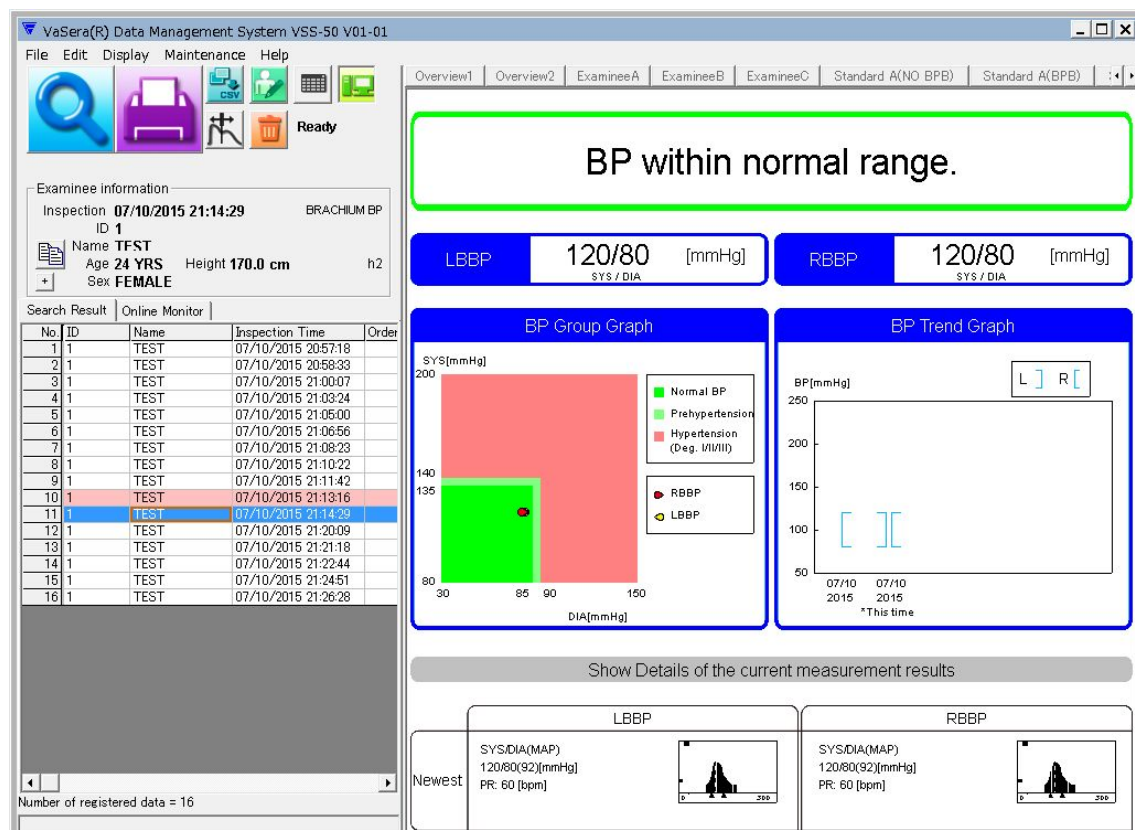 VaSera(R) Data Management System VSS-50 V01-01
File Edit Display Maintenance Help
CSV
Ready
Examinee information
Inspection 07/10/2015 21:14:29 BRACHIUM BP
ID 1
Name TEST
Age 24 YRS Height 170.0 cm h2
+ Sex FEMALE
Search Result Online Monitor
No. ID Name Inspection Time Order
1 1 TEST 07/10/2015 20:57:18
2 1 TEST 07/10/2015 20:58:33
3 1 TEST 07/10/2015 21:00:07
4 1 TEST 07/10/2015 21:03:24
5 1 TEST 07/10/2015 21:05:00
6 1 TEST 07/10/2015 21:06:56
7 1 TEST 07/10/2015 21:08:23
8 1 TEST 07/10/2015 21:10:22
9 1 TEST 07/10/2015 21:11:42
10 1 TEST 07/10/2015 21:13:16
11 1 TEST 07/10/2015 21:14:29
12 1 TEST 07/10/2015 21:20:09
13 1 TEST 07/10/2015 21:21:18
14 1 TEST 07/10/2015 21:22:44
15 1 TEST 07/10/2015 21:24:51
16 1 TEST 07/10/2015 21:26:28
Number of registered data = 16
Overview1 Overview2 ExamineeA ExamineeB ExamineeC Standard A(NO BPB) Standard A(BPB)
BP within normal range.
LBBP 120/80 [mmHg]
SYS / DIA
RBBP 120/80 [mmHg]
SYS / DIA
BP Group Graph
SYS[mmHg]
200
140
135
80
30 85 90 150
DIA[mmHg]
Normal BP
Prehypertension
Hypertension
(Deg. I/II/III)
RBBP
LBBP
BP Trend Graph
L ] R [
BP[mmHg]
250
200
150
100
50
07/10 07/10
2015 2015
*This time
Show Details of the current measurement results
LBBP RBBP
Newest
SYS/DIA(MAP)
120/80(92)[mmHg]
PR: 60 [bpm]
0 300
SYS/DIA(MAP)
120/80(92)[mmHg]
PR: 60 [bpm]
0 300